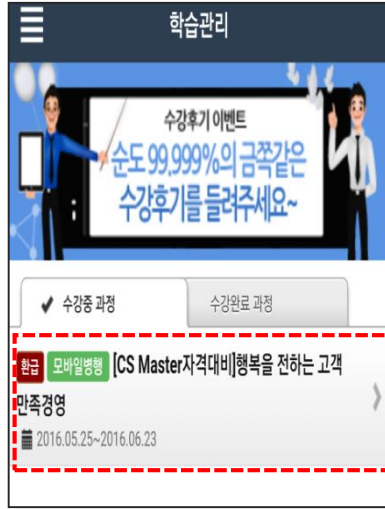 학습관리
수강후기 이벤트
순도 99.999%의 금쪽같은
수강후기를 들려주세요~
✔ 수강중 과정
수강완료 과정
환급 모바일병행 [CS Master자격대비]행복을 전하는 고객
만족경영
2016.05.25~2016.06.23